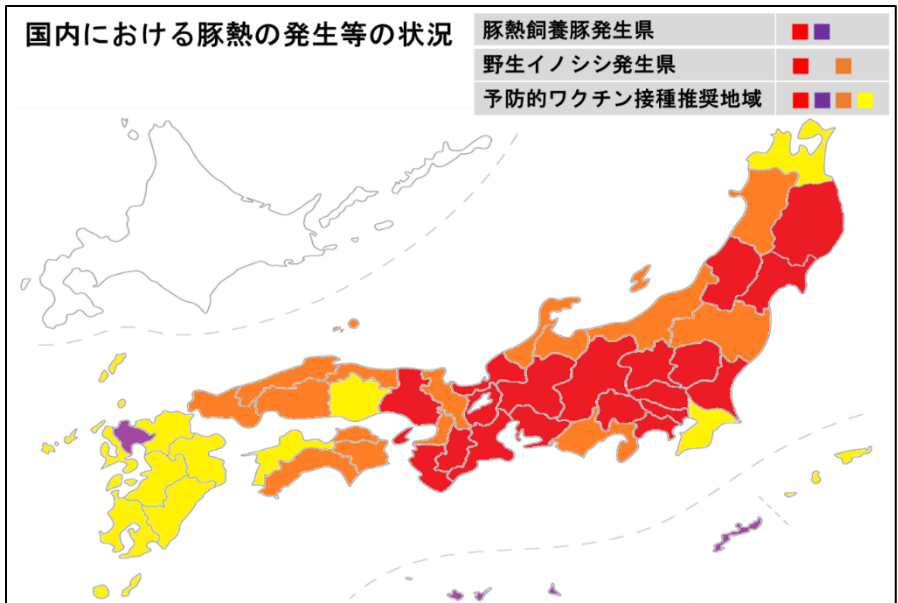 国内における豚熱の発生等の状況
豚熱飼養豚発生県
野生イノシシ発生県
予防的ワクチン接種推奨地域